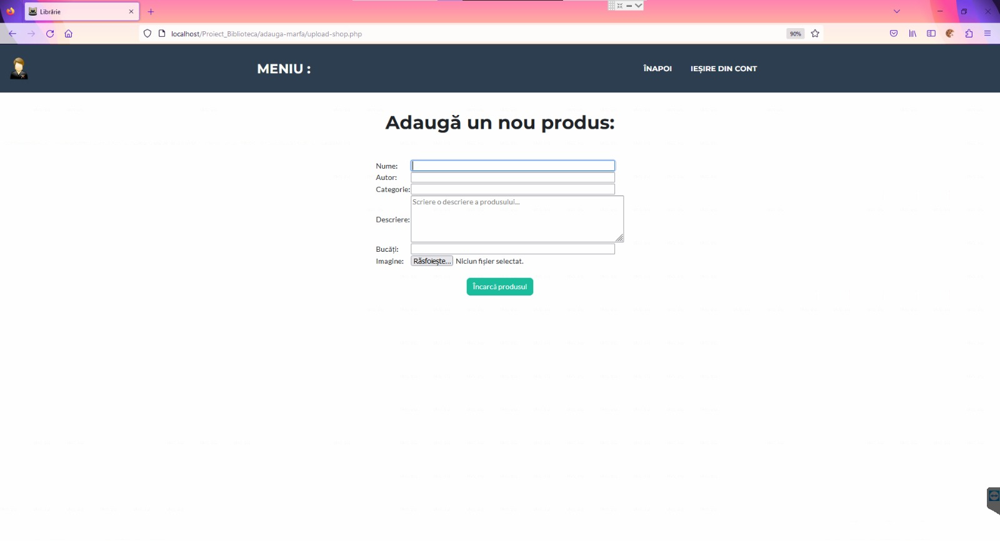 Librărie
localhost/Proiect_Biblioteca/adauga-marfa/upload-shop.php
90%
MENIU :
ÎNAPOI
IEȘIRE DIN CONT
Adaugă un nou produs:
Nume:
Autor:
Categorie:
Descriere:
Scriere o descriere a produsului...
Bucăți:
Imagine:
Răsfoiește... Niciun fișier selectat.
Încarcă produsul